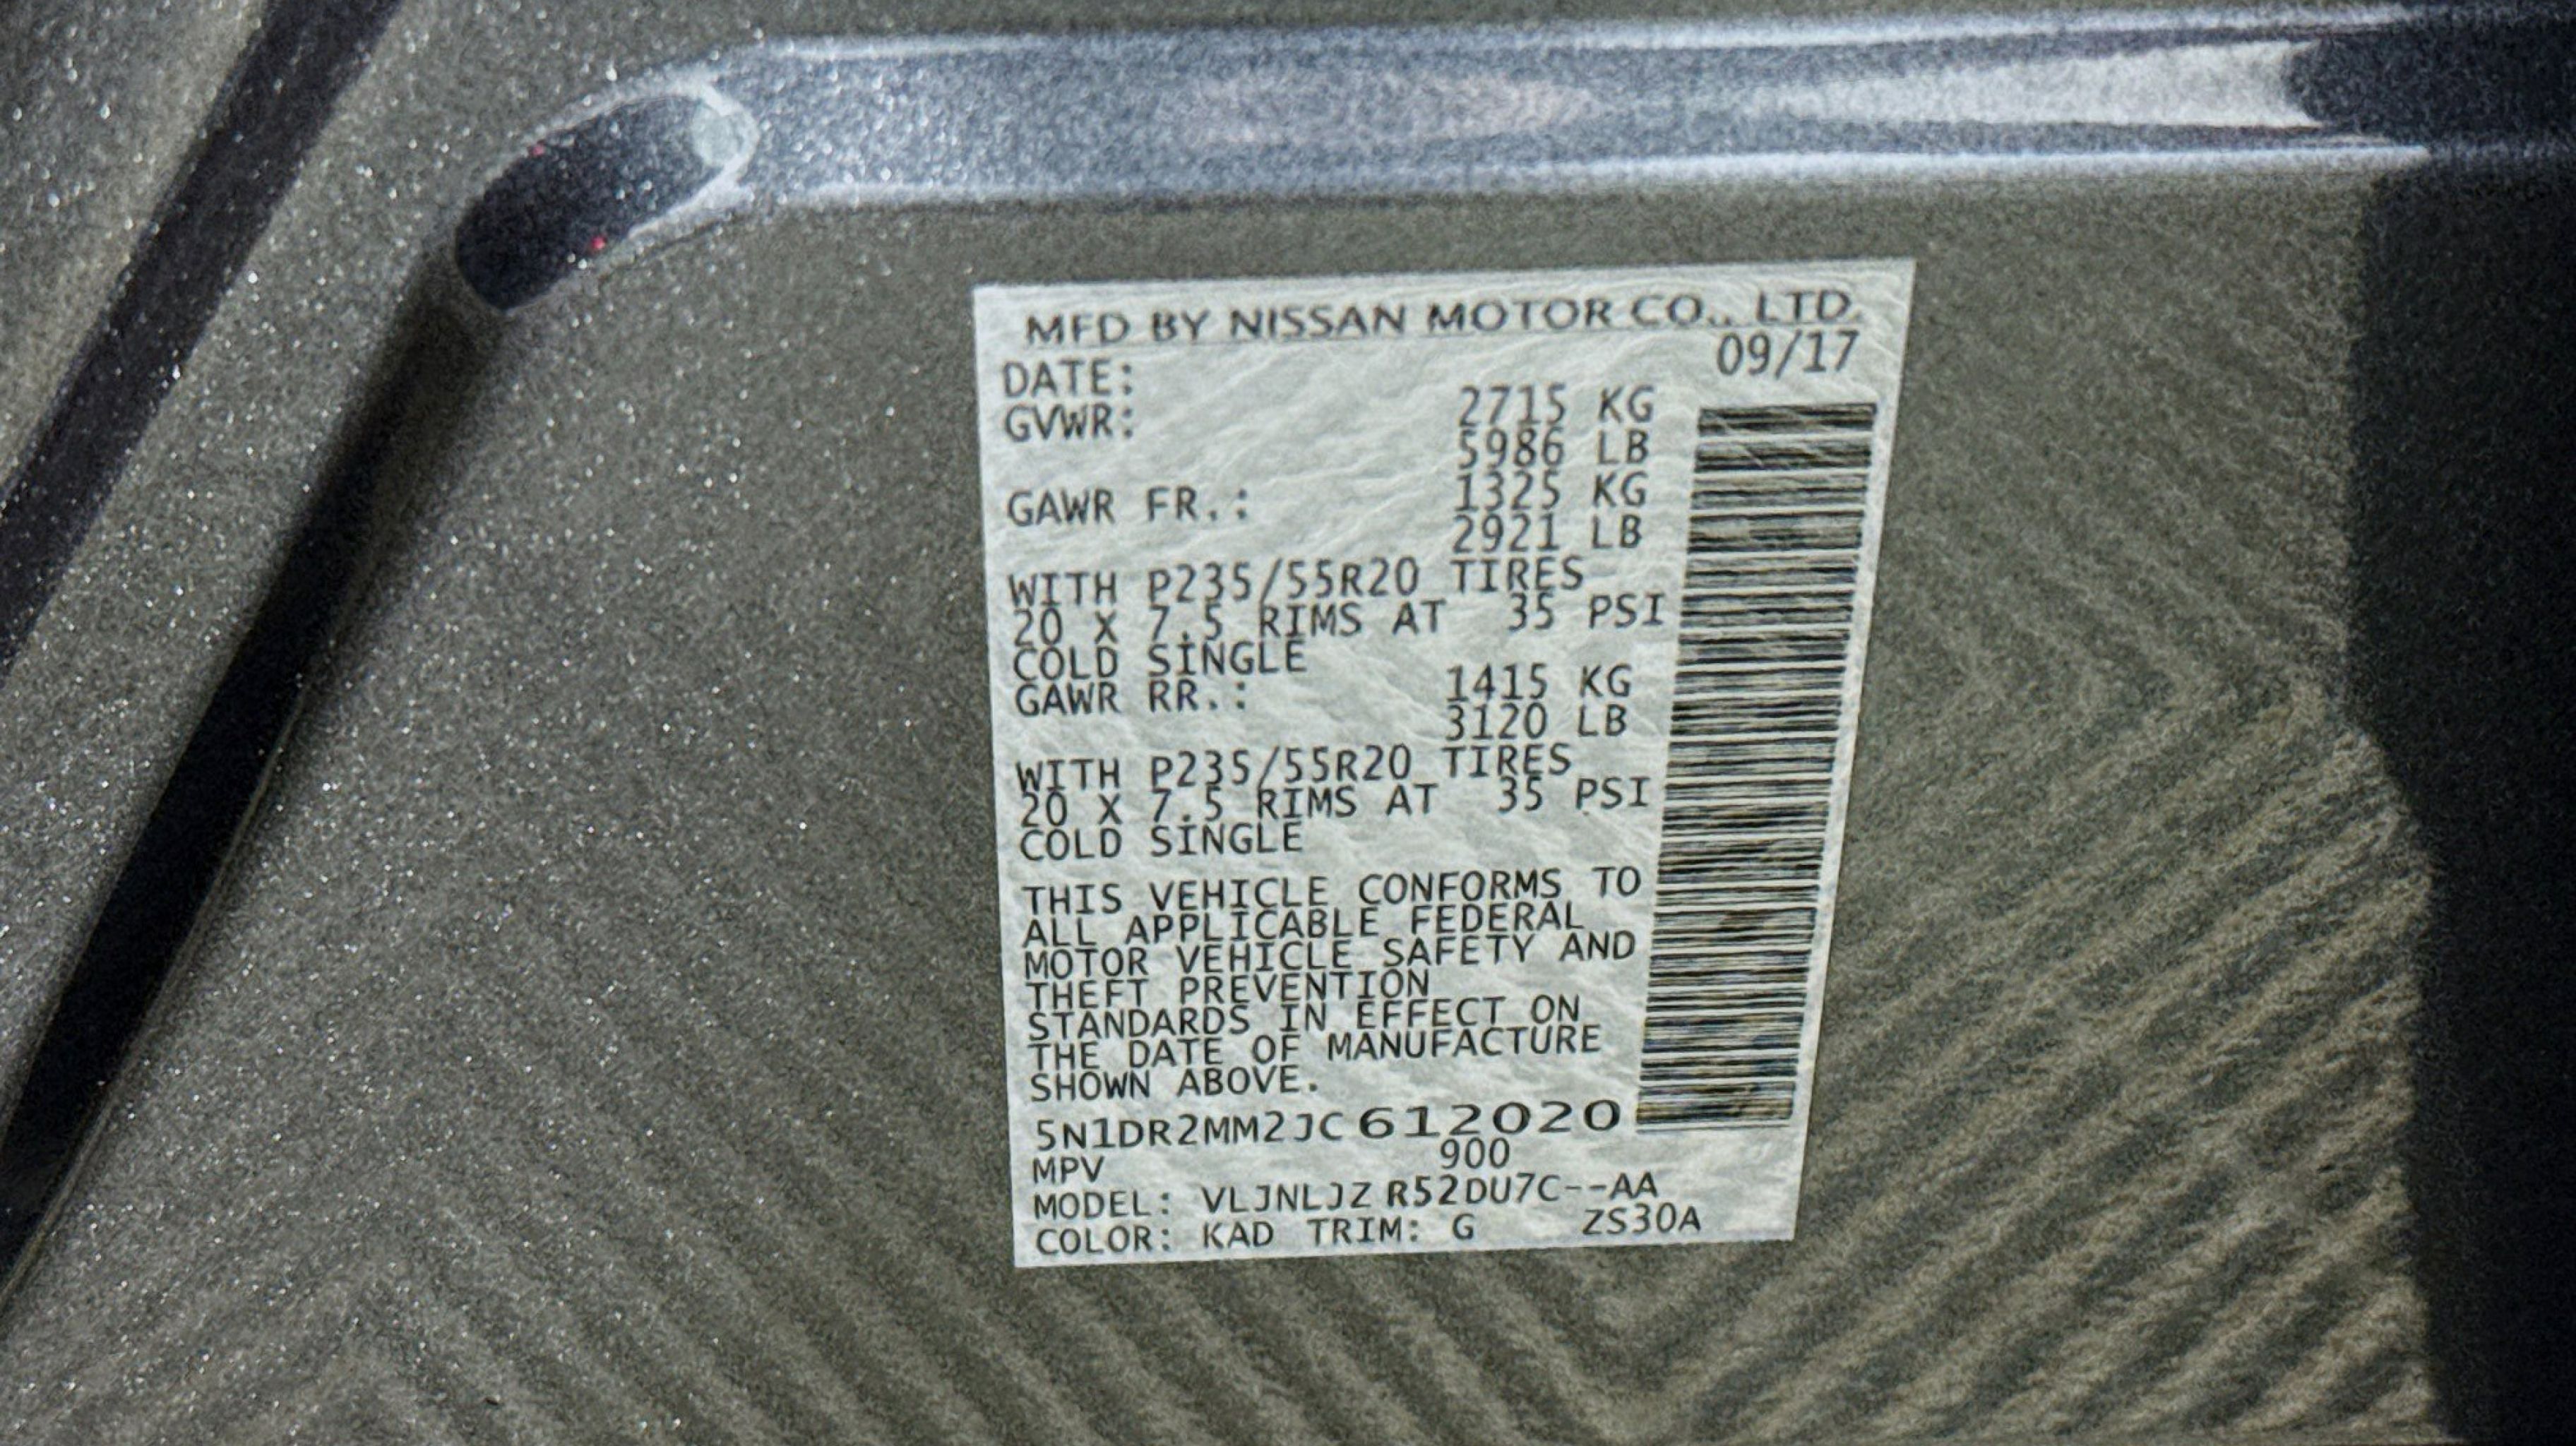 MFD BY NISSAN MOTOR CO., LTD.
DATE: 09/17
GVWR: 2715 KG
5986 LB
GAWR FR.: 1325 KG
2921 LB
WITH P235/55R20 TIRES
20 X 7.5 RIMS AT 35 PSI
COLD SINGLE
GAWR RR.: 1415 KG
3120 LB
WITH P235/55R20 TIRES
20 X 7.5 RIMS AT 35 PSI
COLD SINGLE
THIS VEHICLE CONFORMS TO
ALL APPLICABLE FEDERAL
MOTOR VEHICLE SAFETY AND
THEFT PREVENTION
STANDARDS IN EFFECT ON
THE DATE OF MANUFACTURE
SHOWN ABOVE.
5N1DR2MM2JC612020
MPV 900
MODEL: VLJNLJZ R52DU7C--AA
COLOR: KAD TRIM: G ZS30A